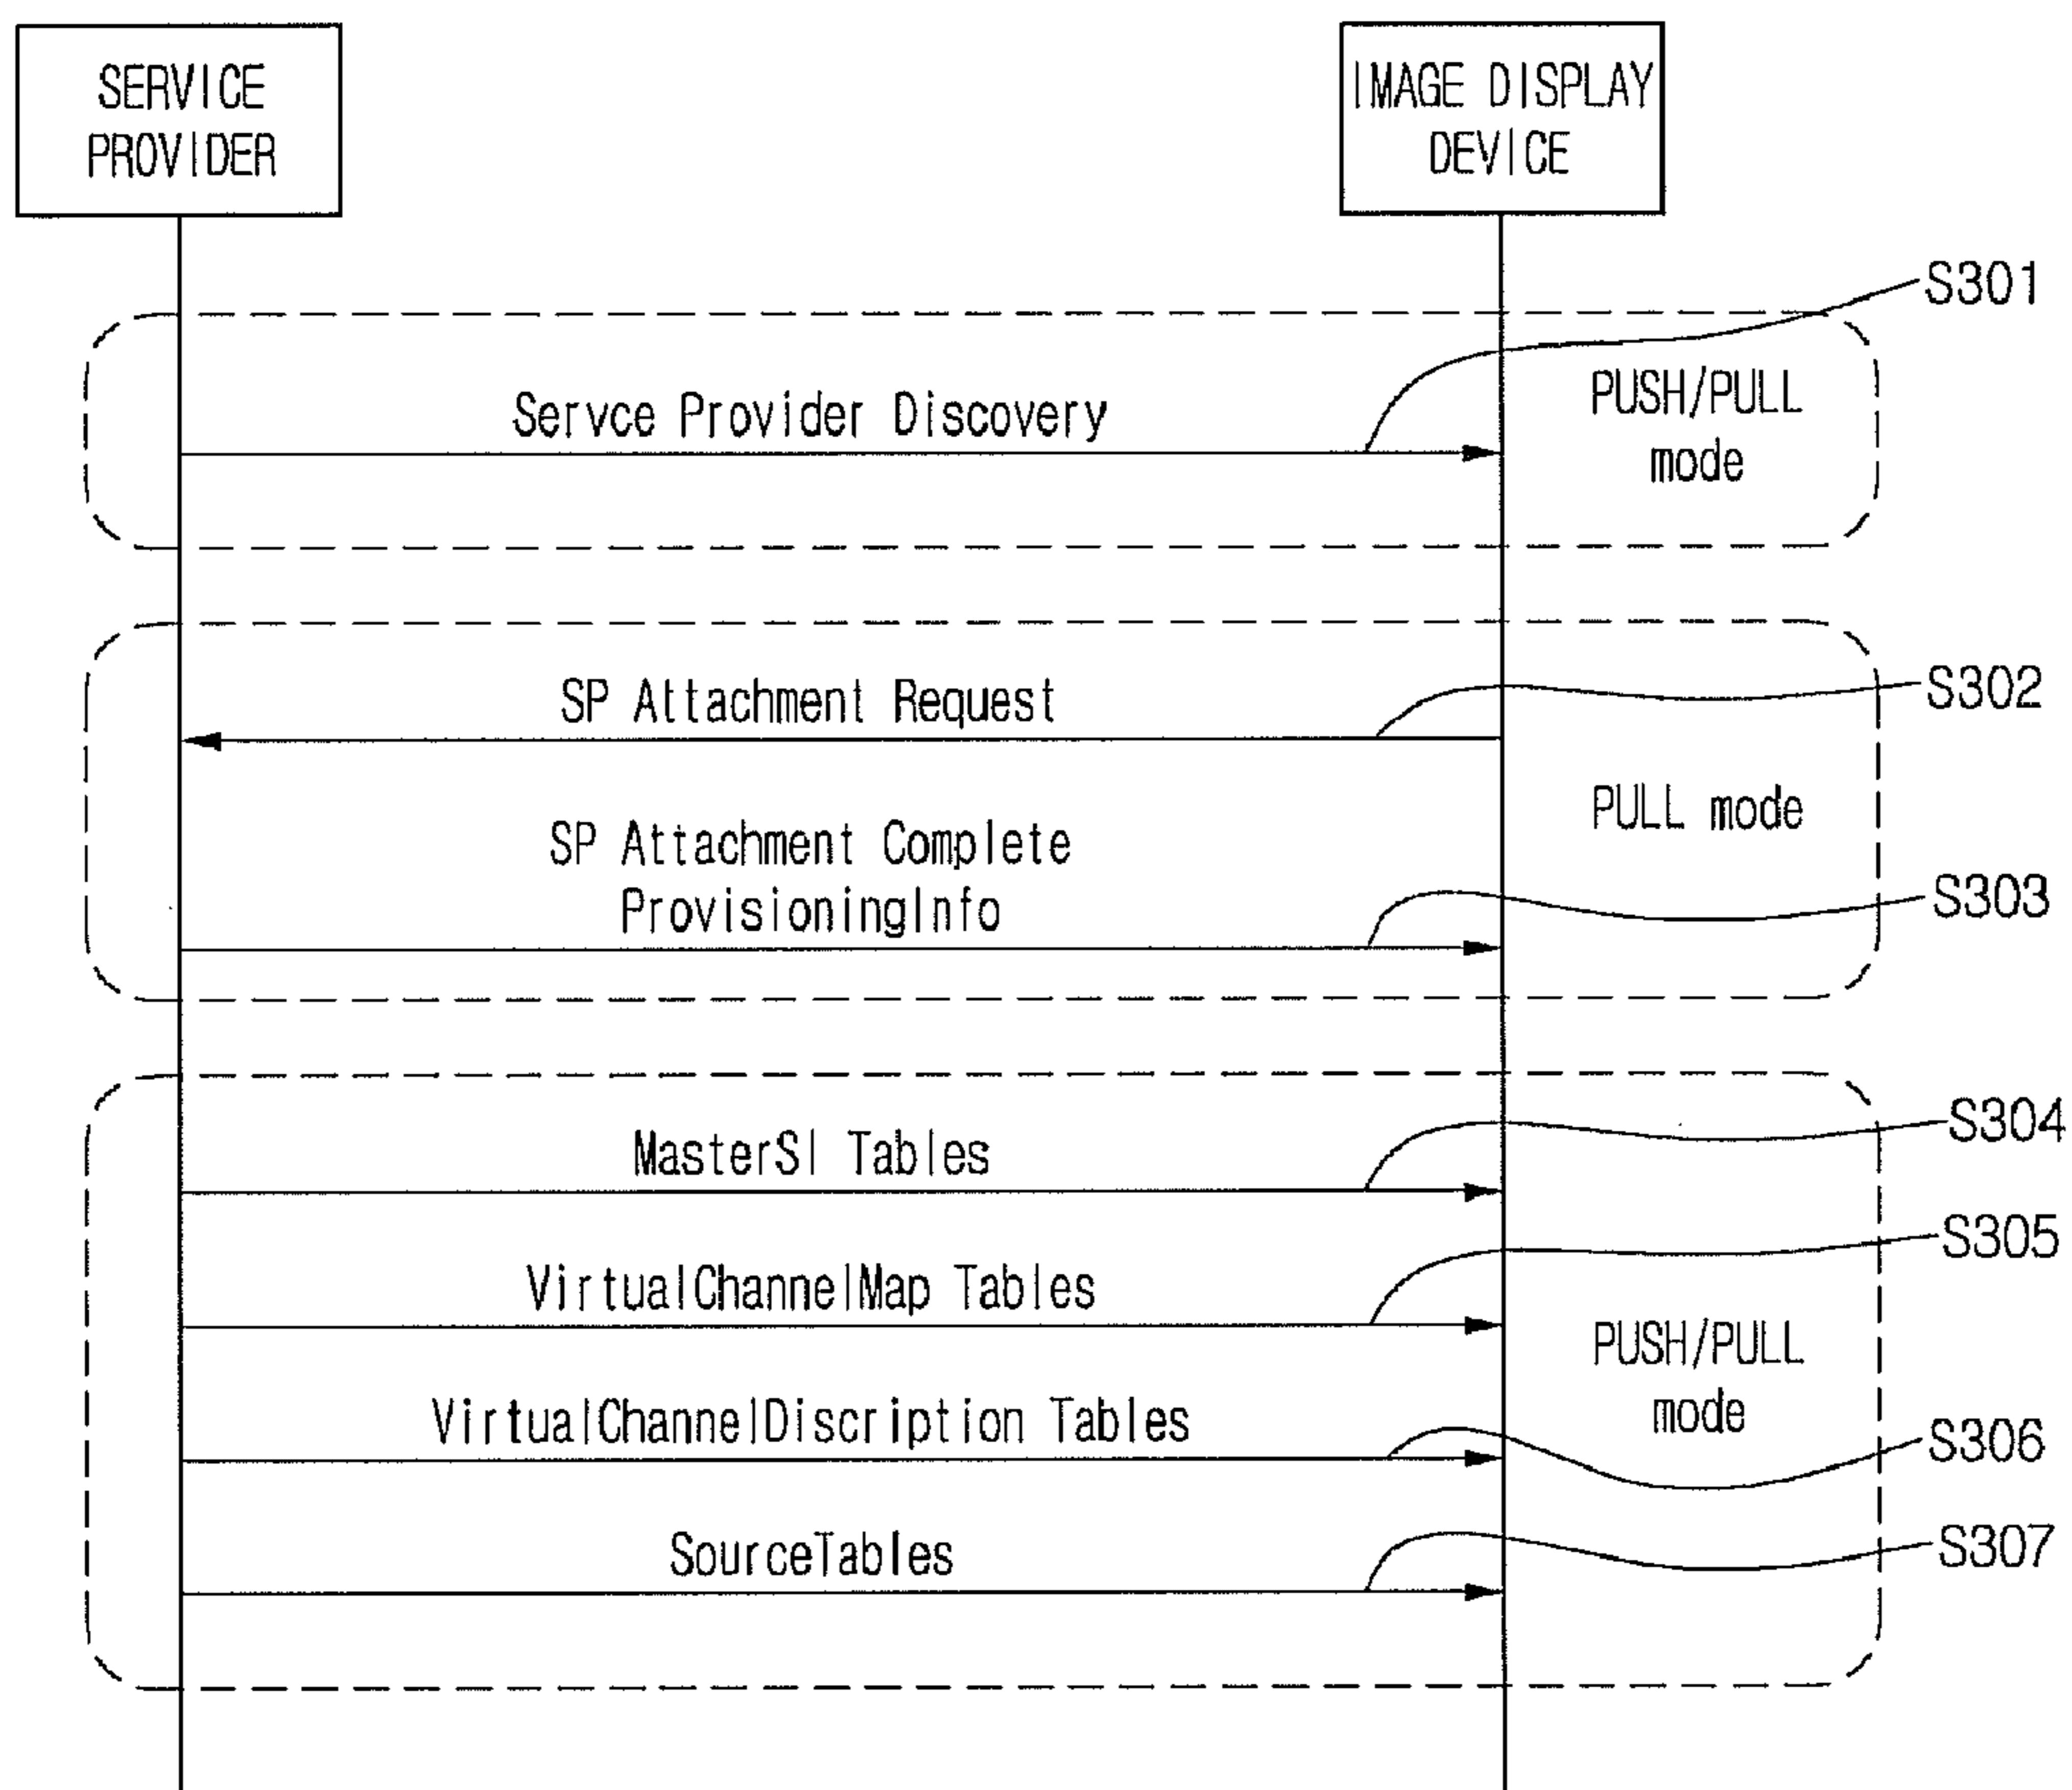 SERVICE
PROVIDER
IMAGE DISPLAY
DEVICE
S301
Servce Provider Discovery
PUSH/PULL
mode
SP Attachment Request
S302
PULL mode
SP Attachment Complete
ProvisioningInfo
S303
MasterSI Tables
S304
VirtualChannelMap Tables
S305
PUSH/PULL
mode
VirtualChannelDiscription Tables
S306
SourceTables
S307